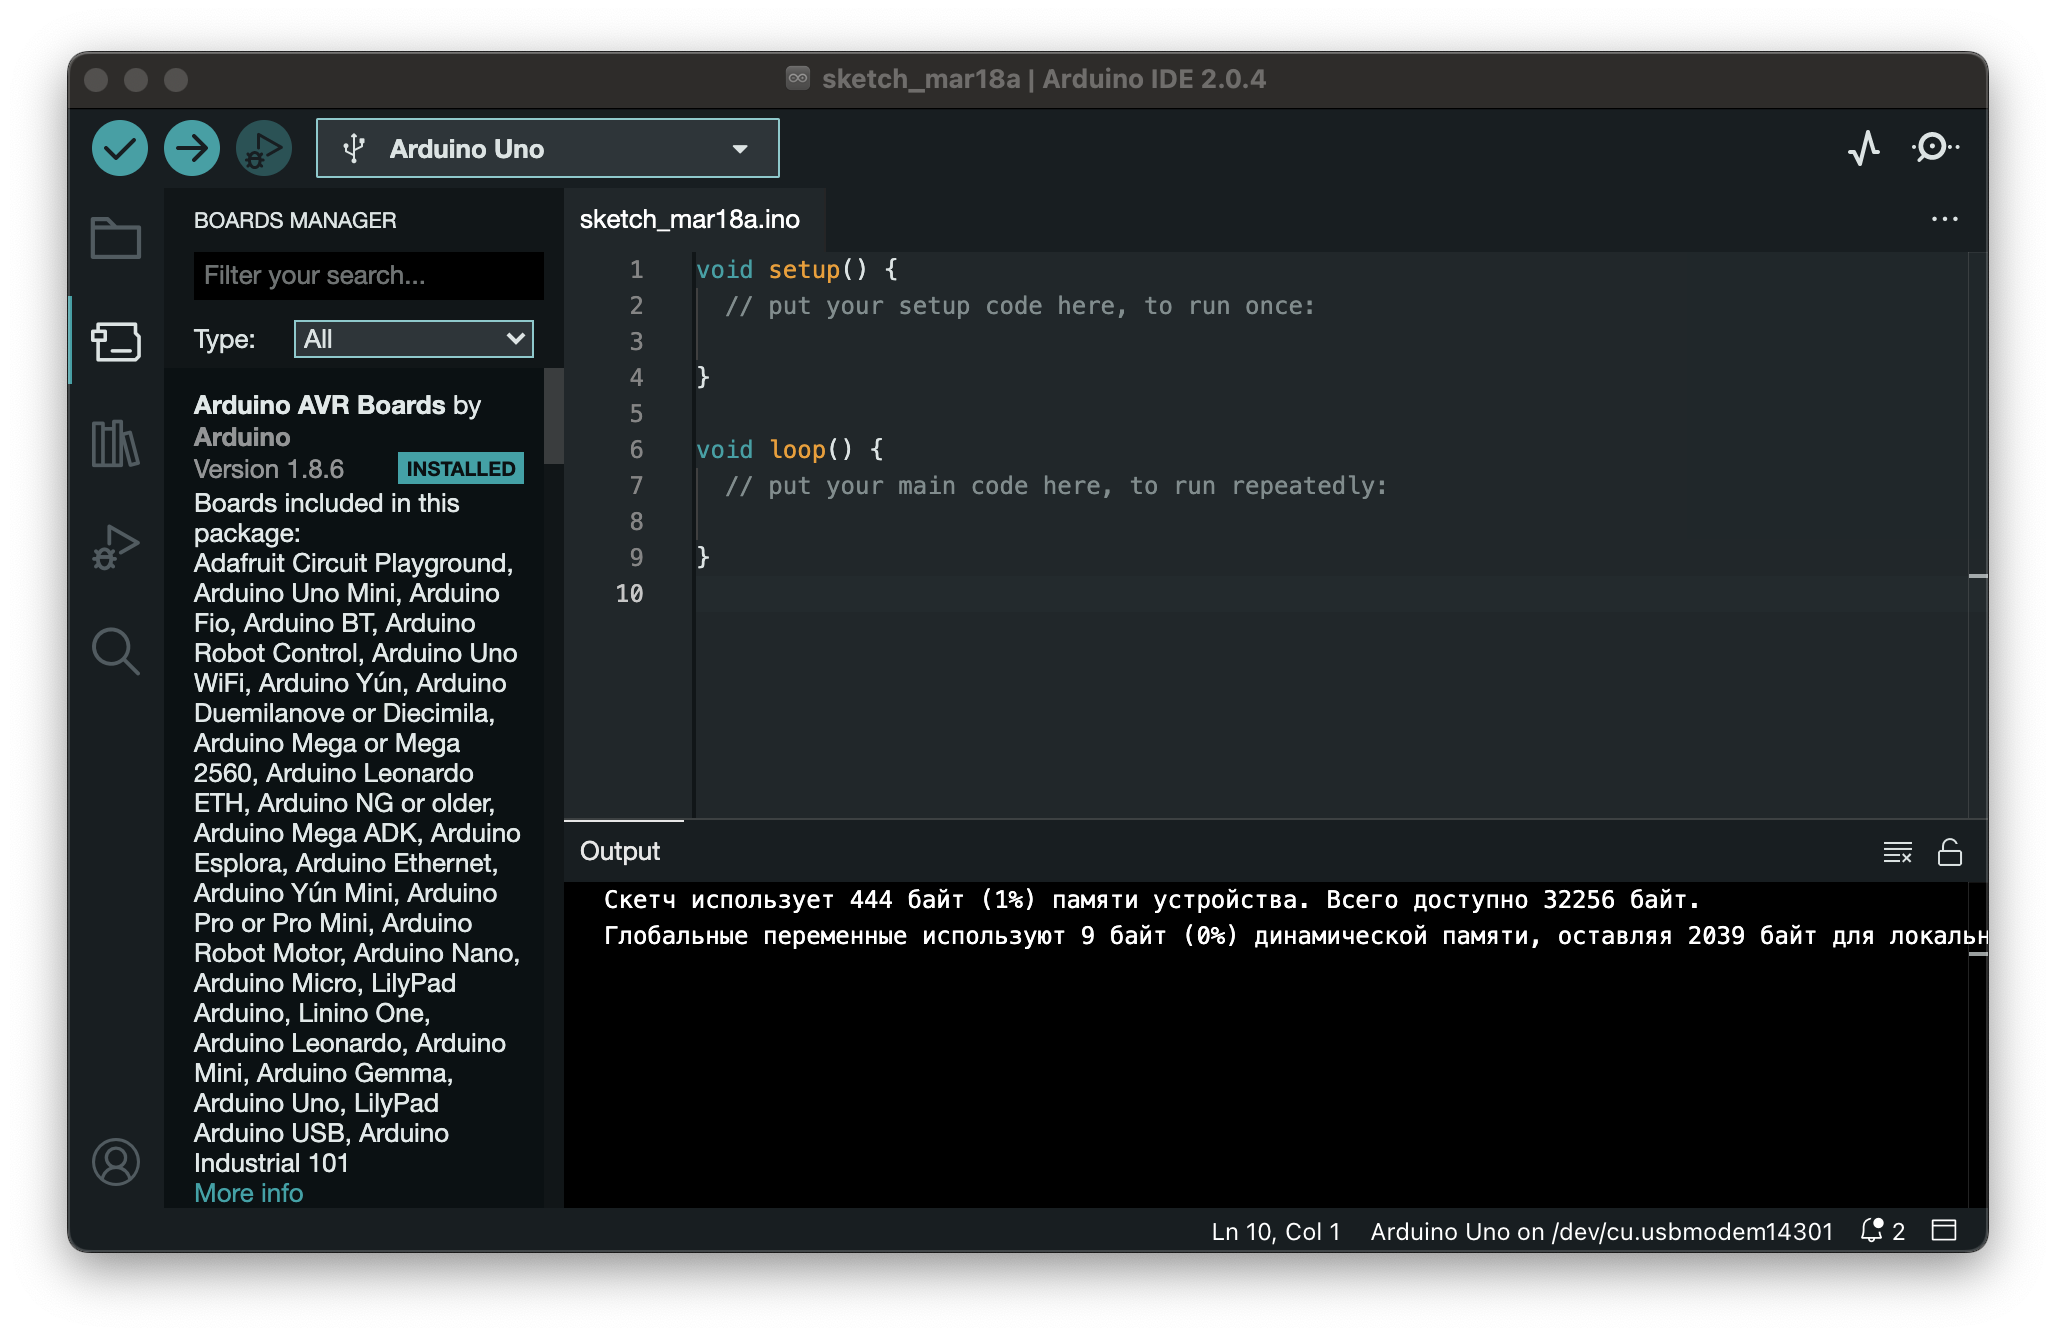 sketch_mar18a | Arduino IDE 2.0.4
Arduino Uno
BOARDS MANAGER
Filter your search...
Type: All
Arduino AVR Boards by
Arduino
Version 1.8.6 INSTALLED
Boards included in this
package:
Adafruit Circuit Playground,
Arduino Uno Mini, Arduino
Fio, Arduino BT, Arduino
Robot Control, Arduino Uno
WiFi, Arduino Yún, Arduino
Duemilanove or Diecimila,
Arduino Mega or Mega
2560, Arduino Leonardo
ETH, Arduino NG or older,
Arduino Mega ADK, Arduino
Esplora, Arduino Ethernet,
Arduino Yún Mini, Arduino
Pro or Pro Mini, Arduino
Robot Motor, Arduino Nano,
Arduino Micro, LilyPad
Arduino, Linino One,
Arduino Leonardo, Arduino
Mini, Arduino Gemma,
Arduino Uno, LilyPad
Arduino USB, Arduino
Industrial 101
More info
sketch_mar18a.ino
1 void setup() {
2   // put your setup code here, to run once:
3
4 }
5
6 void loop() {
7   // put your main code here, to run repeatedly:
8
9 }
10
Output
Скетч использует 444 байт (1%) памяти устройства. Всего доступно 32256 байт.
Глобальные переменные используют 9 байт (0%) динамической памяти, оставляя 2039 байт для локальн
Ln 10, Col 1 Arduino Uno on /dev/cu.usbmodem14301 2